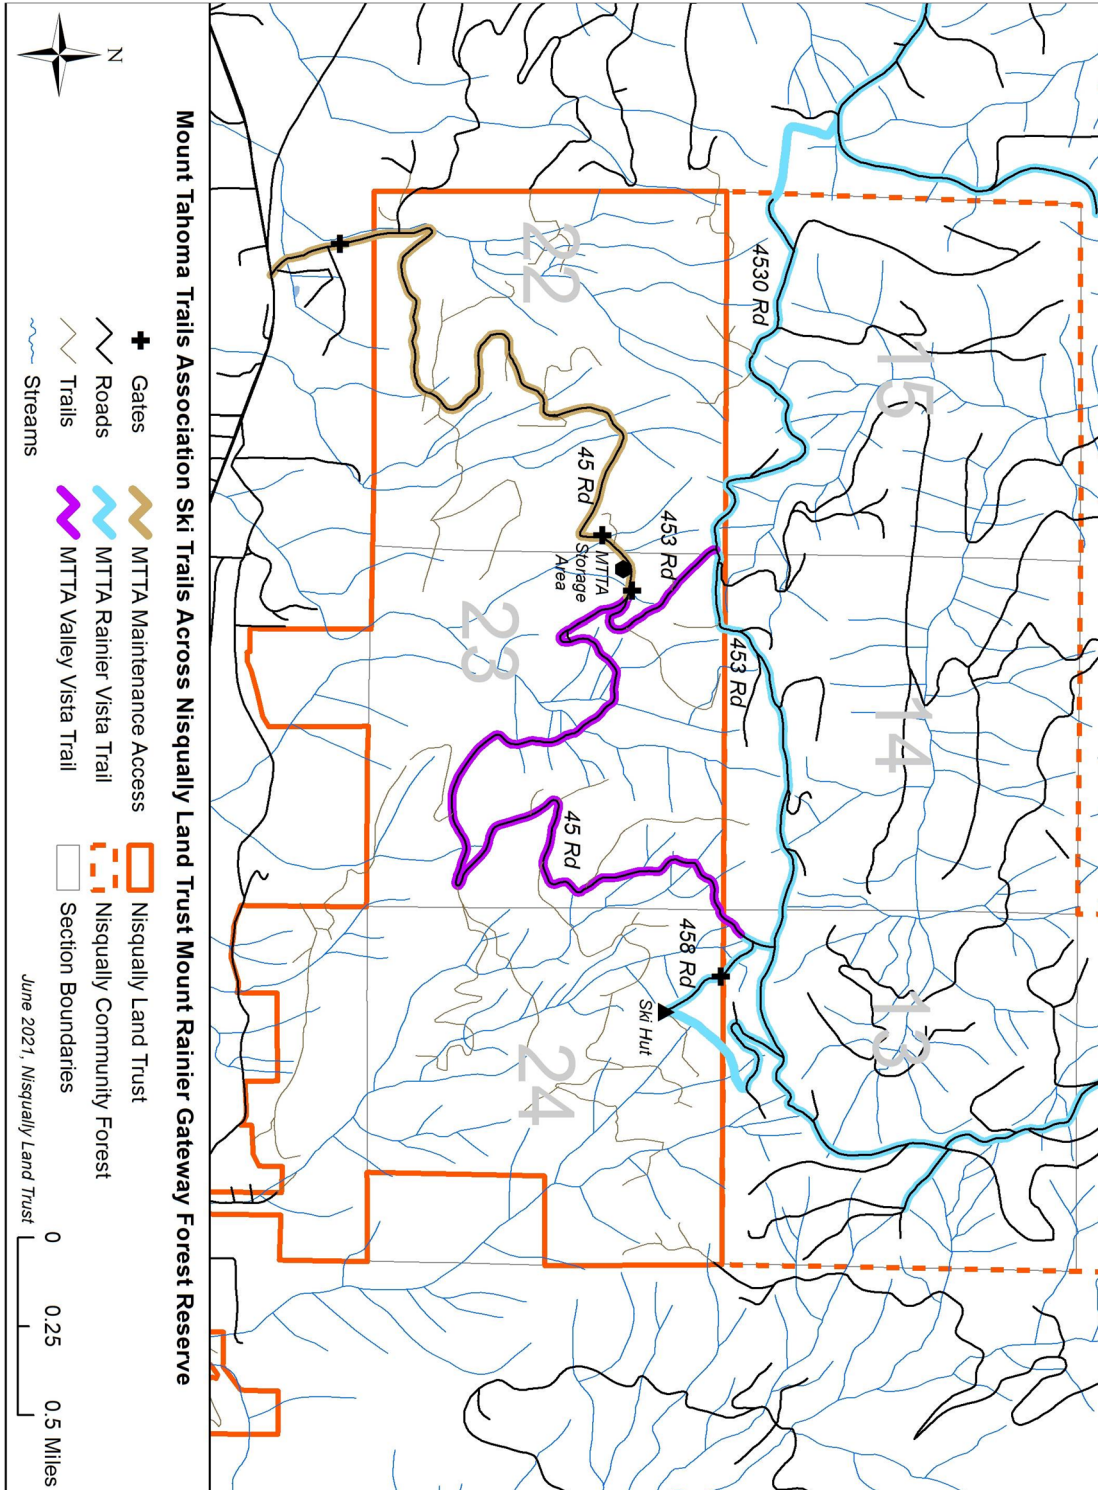 15
14
13
4530 Rd
453 Rd
453 Rd
458 Rd
Ski Hut
22
45 Rd
MTTA
Storage
Area
45 Rd
23
24
Mount Tahoma Trails Association Ski Trails Across Nisqually Land Trust Mount Rainier Gateway Forest Reserve
N
Gates
Roads
Trails
Streams
MTTA Maintenance Access
MTTA Rainier Vista Trail
MTTA Valley Vista Trail
Nisqually Land Trust
Nisqually Community Forest
Section Boundaries
June 2021, Nisqually Land Trust
0 0.25 0.5 Miles